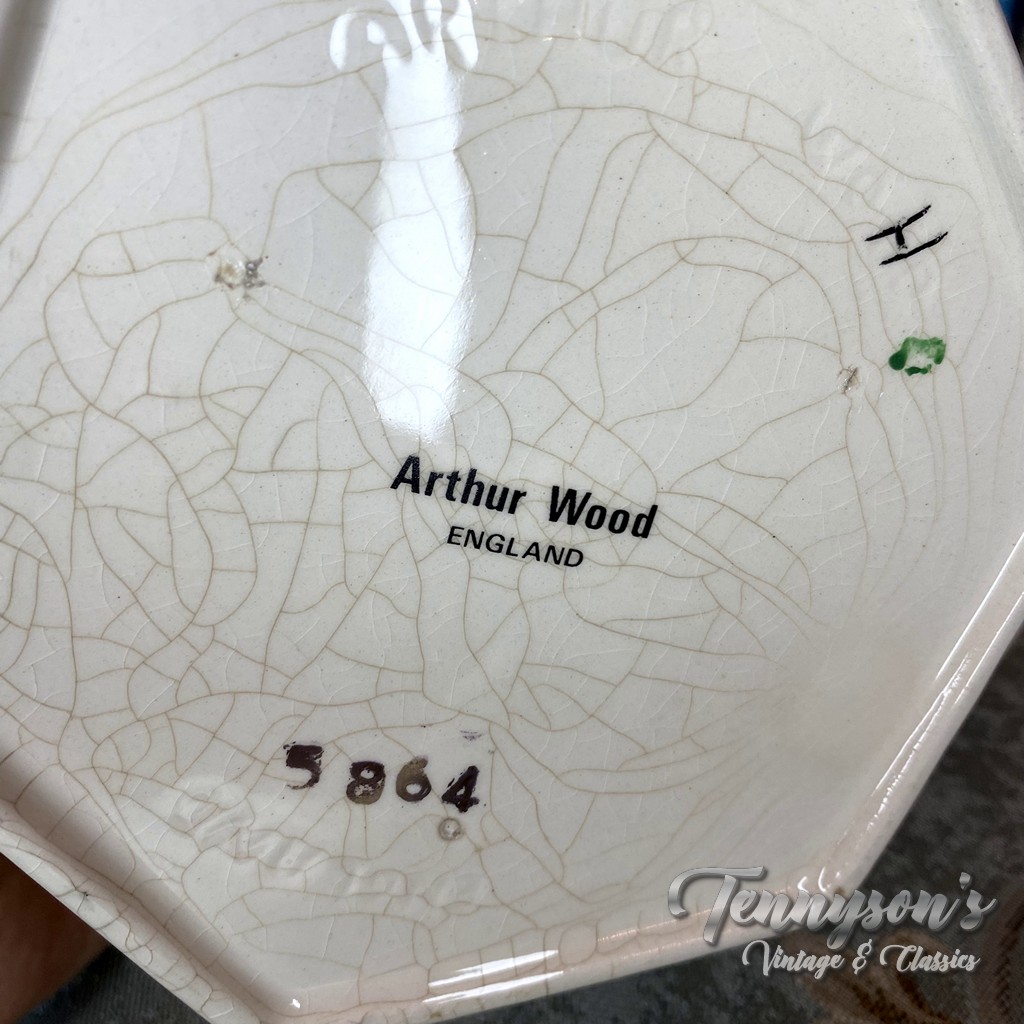 H
Arthur Wood
ENGLAND
5864
Tennyson's
Vintage & Classics